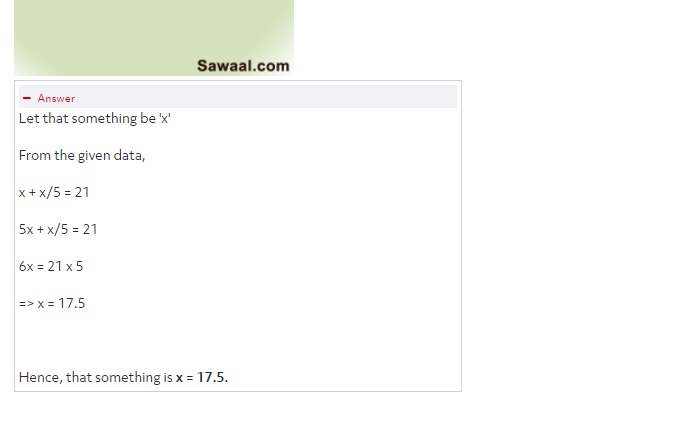 Sawaal.com
– Answer
Let that something be 'x'
From the given data,
x + x/5 = 21
5x + x/5 = 21
6x = 21 x 5
=> x = 17.5
Hence, that something is x = 17.5.